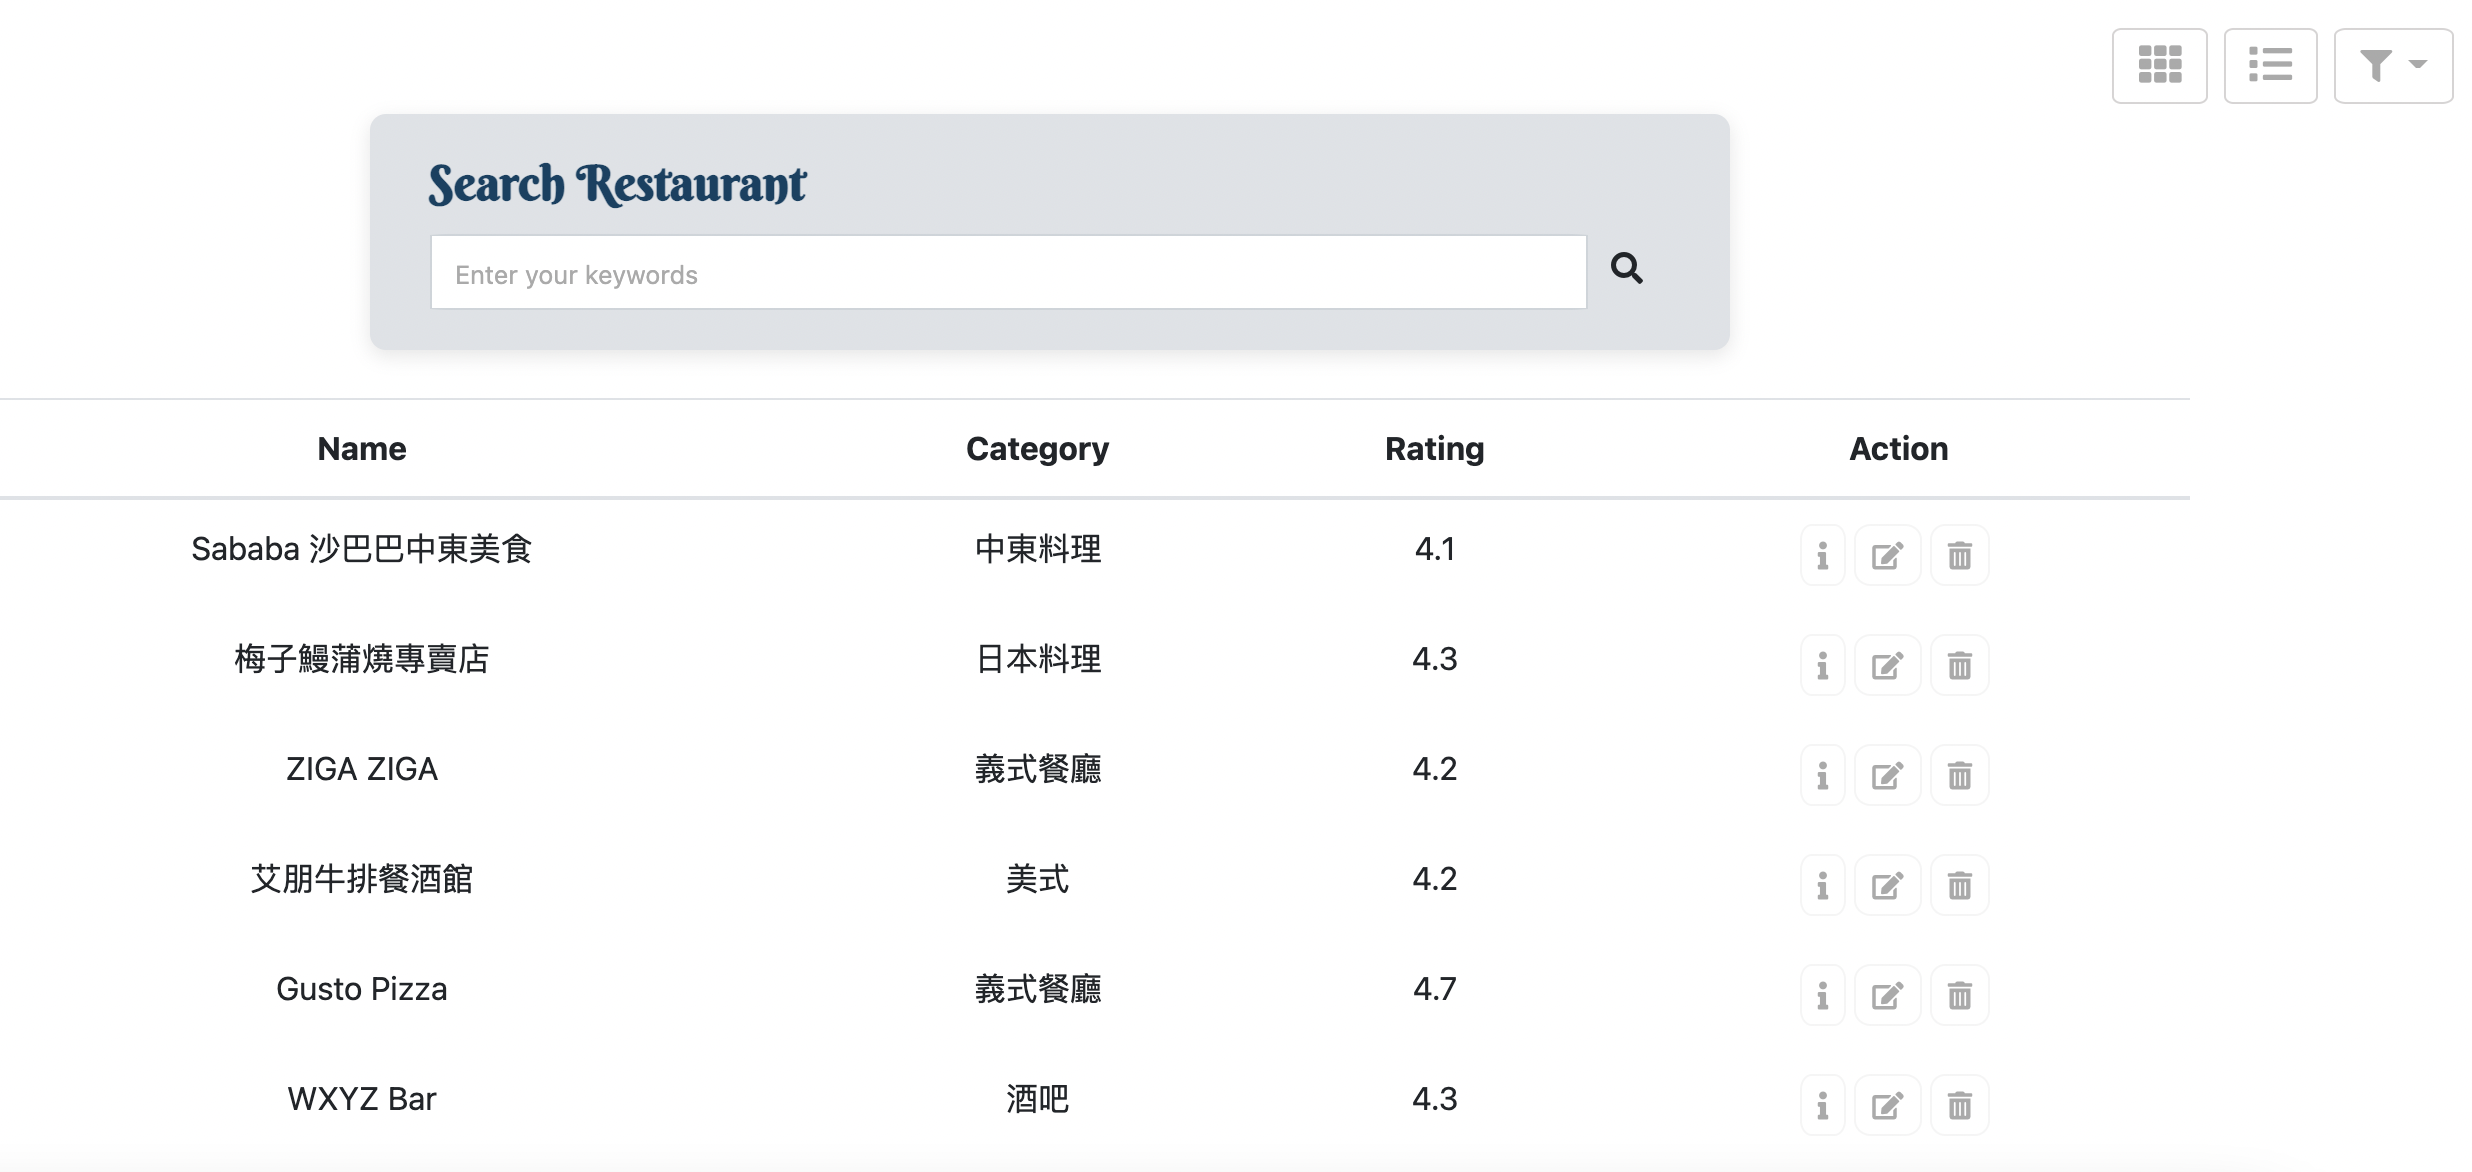 Search Restaurant
Enter your keywords
Name Category Rating Action
Sababa 沙巴巴中東美食 中東料理 4.1
梅子鰻蒲燒專賣店 日本料理 4.3
ZIGA ZIGA 義式餐廳 4.2
艾朋牛排餐酒館 美式 4.2
Gusto Pizza 義式餐廳 4.7
WXYZ Bar 酒吧 4.3